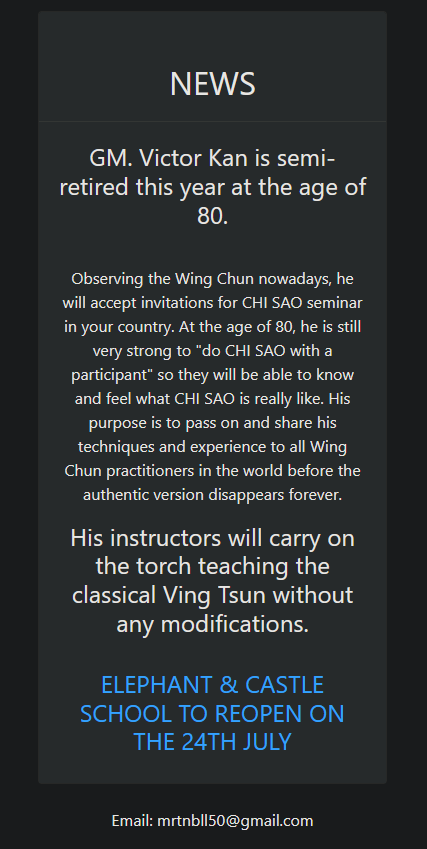 NEWS
GM. Victor Kan is semi-
retired this year at the age of
80.
Observing the Wing Chun nowadays, he
will accept invitations for CHI SAO seminar
in your country. At the age of 80, he is still
very strong to "do CHI SAO with a
participant" so they will be able to know
and feel what CHI SAO is really like. His
purpose is to pass on and share his
techniques and experience to all Wing
Chun practitioners in the world before the
authentic version disappears forever.
His instructors will carry on
the torch teaching the
classical Ving Tsun without
any modifications.
ELEPHANT & CASTLE
SCHOOL TO REOPEN ON
THE 24TH JULY
Email: mrtnbll50@gmail.com